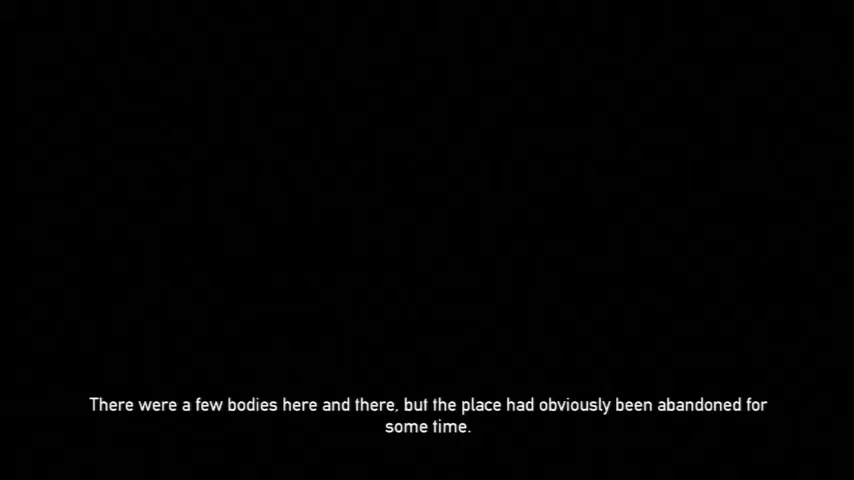 There were a few bodies here and there, but the place had obviously been abandoned for
some time.